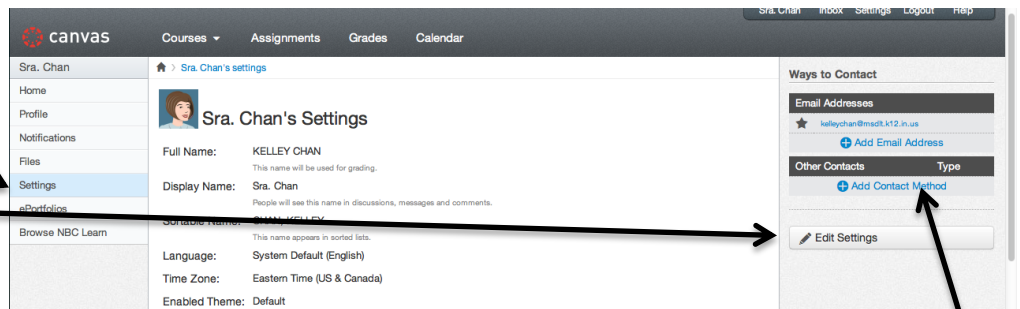 Sra. Chan Inbox Settings Logout Help
canvas Courses Assignments Grades Calendar
Sra. Chan
Home
Profile
Notifications
Files
Settings
ePortfolios
Browse NBC Learn
Sra. Chan's settings
Sra. Chan's Settings
Full Name: KELLEY CHAN
This name will be used for grading.
Display Name: Sra. Chan
People will see this name in discussions, messages and comments.
Sortable Name: CHAN, KELLEY
This name appears in sorted lists.
Language: System Default (English)
Time Zone: Eastern Time (US & Canada)
Enabled Theme: Default
Ways to Contact
Email Addresses
kelleychan@msdlt.k12.in.us
Add Email Address
Other Contacts Type
Add Contact Method
Edit Settings